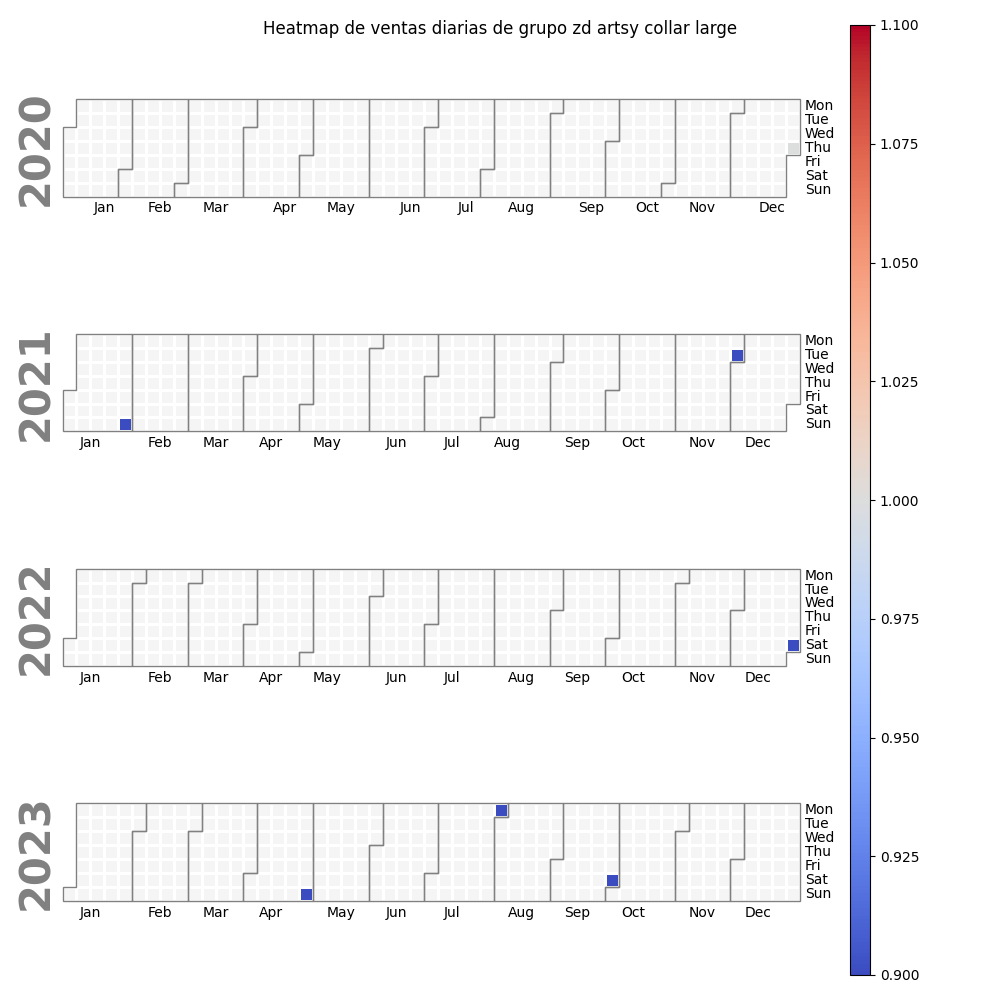 Heatmap de ventas diarias de grupo zd artsy collar large
2020
Mon
Tue
Wed
Thu
Fri
Sat
Sun
Jan Feb Mar Apr May Jun Jul Aug Sep Oct Nov Dec
2021
Mon
Tue
Wed
Thu
Fri
Sat
Sun
Jan Feb Mar Apr May Jun Jul Aug Sep Oct Nov Dec
2022
Mon
Tue
Wed
Thu
Fri
Sat
Sun
Jan Feb Mar Apr May Jun Jul Aug Sep Oct Nov Dec
2023
Mon
Tue
Wed
Thu
Fri
Sat
Sun
Jan Feb Mar Apr May Jun Jul Aug Sep Oct Nov Dec
1.100
1.075
1.050
1.025
1.000
0.975
0.950
0.925
0.900